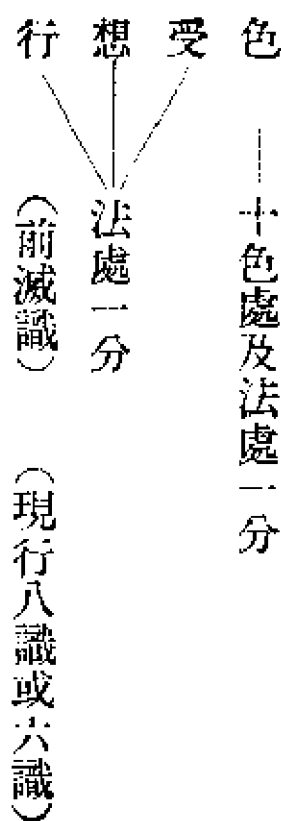 色
十色處及法處一分
受
想
行
法處一分
（前滅識）
（現行八識或六識）